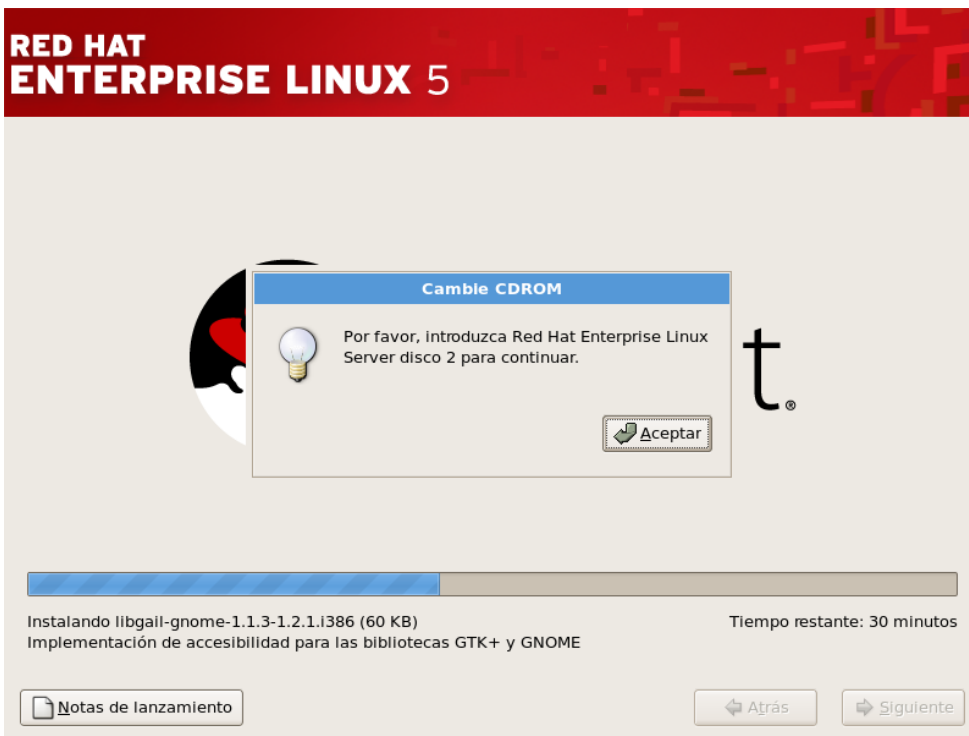 RED HAT
ENTERPRISE LINUX 5
Cambie CDROM
Por favor, introduzca Red Hat Enterprise Linux
Server disco 2 para continuar.
Aceptar
t.®
Instalando libgail-gnome-1.1.3-1.2.1.i386 (60 KB)
Tiempo restante: 30 minutos
Implementación de accesibilidad para las bibliotecas GTK+ y GNOME
Notas de lanzamiento
Atrás
Siguiente